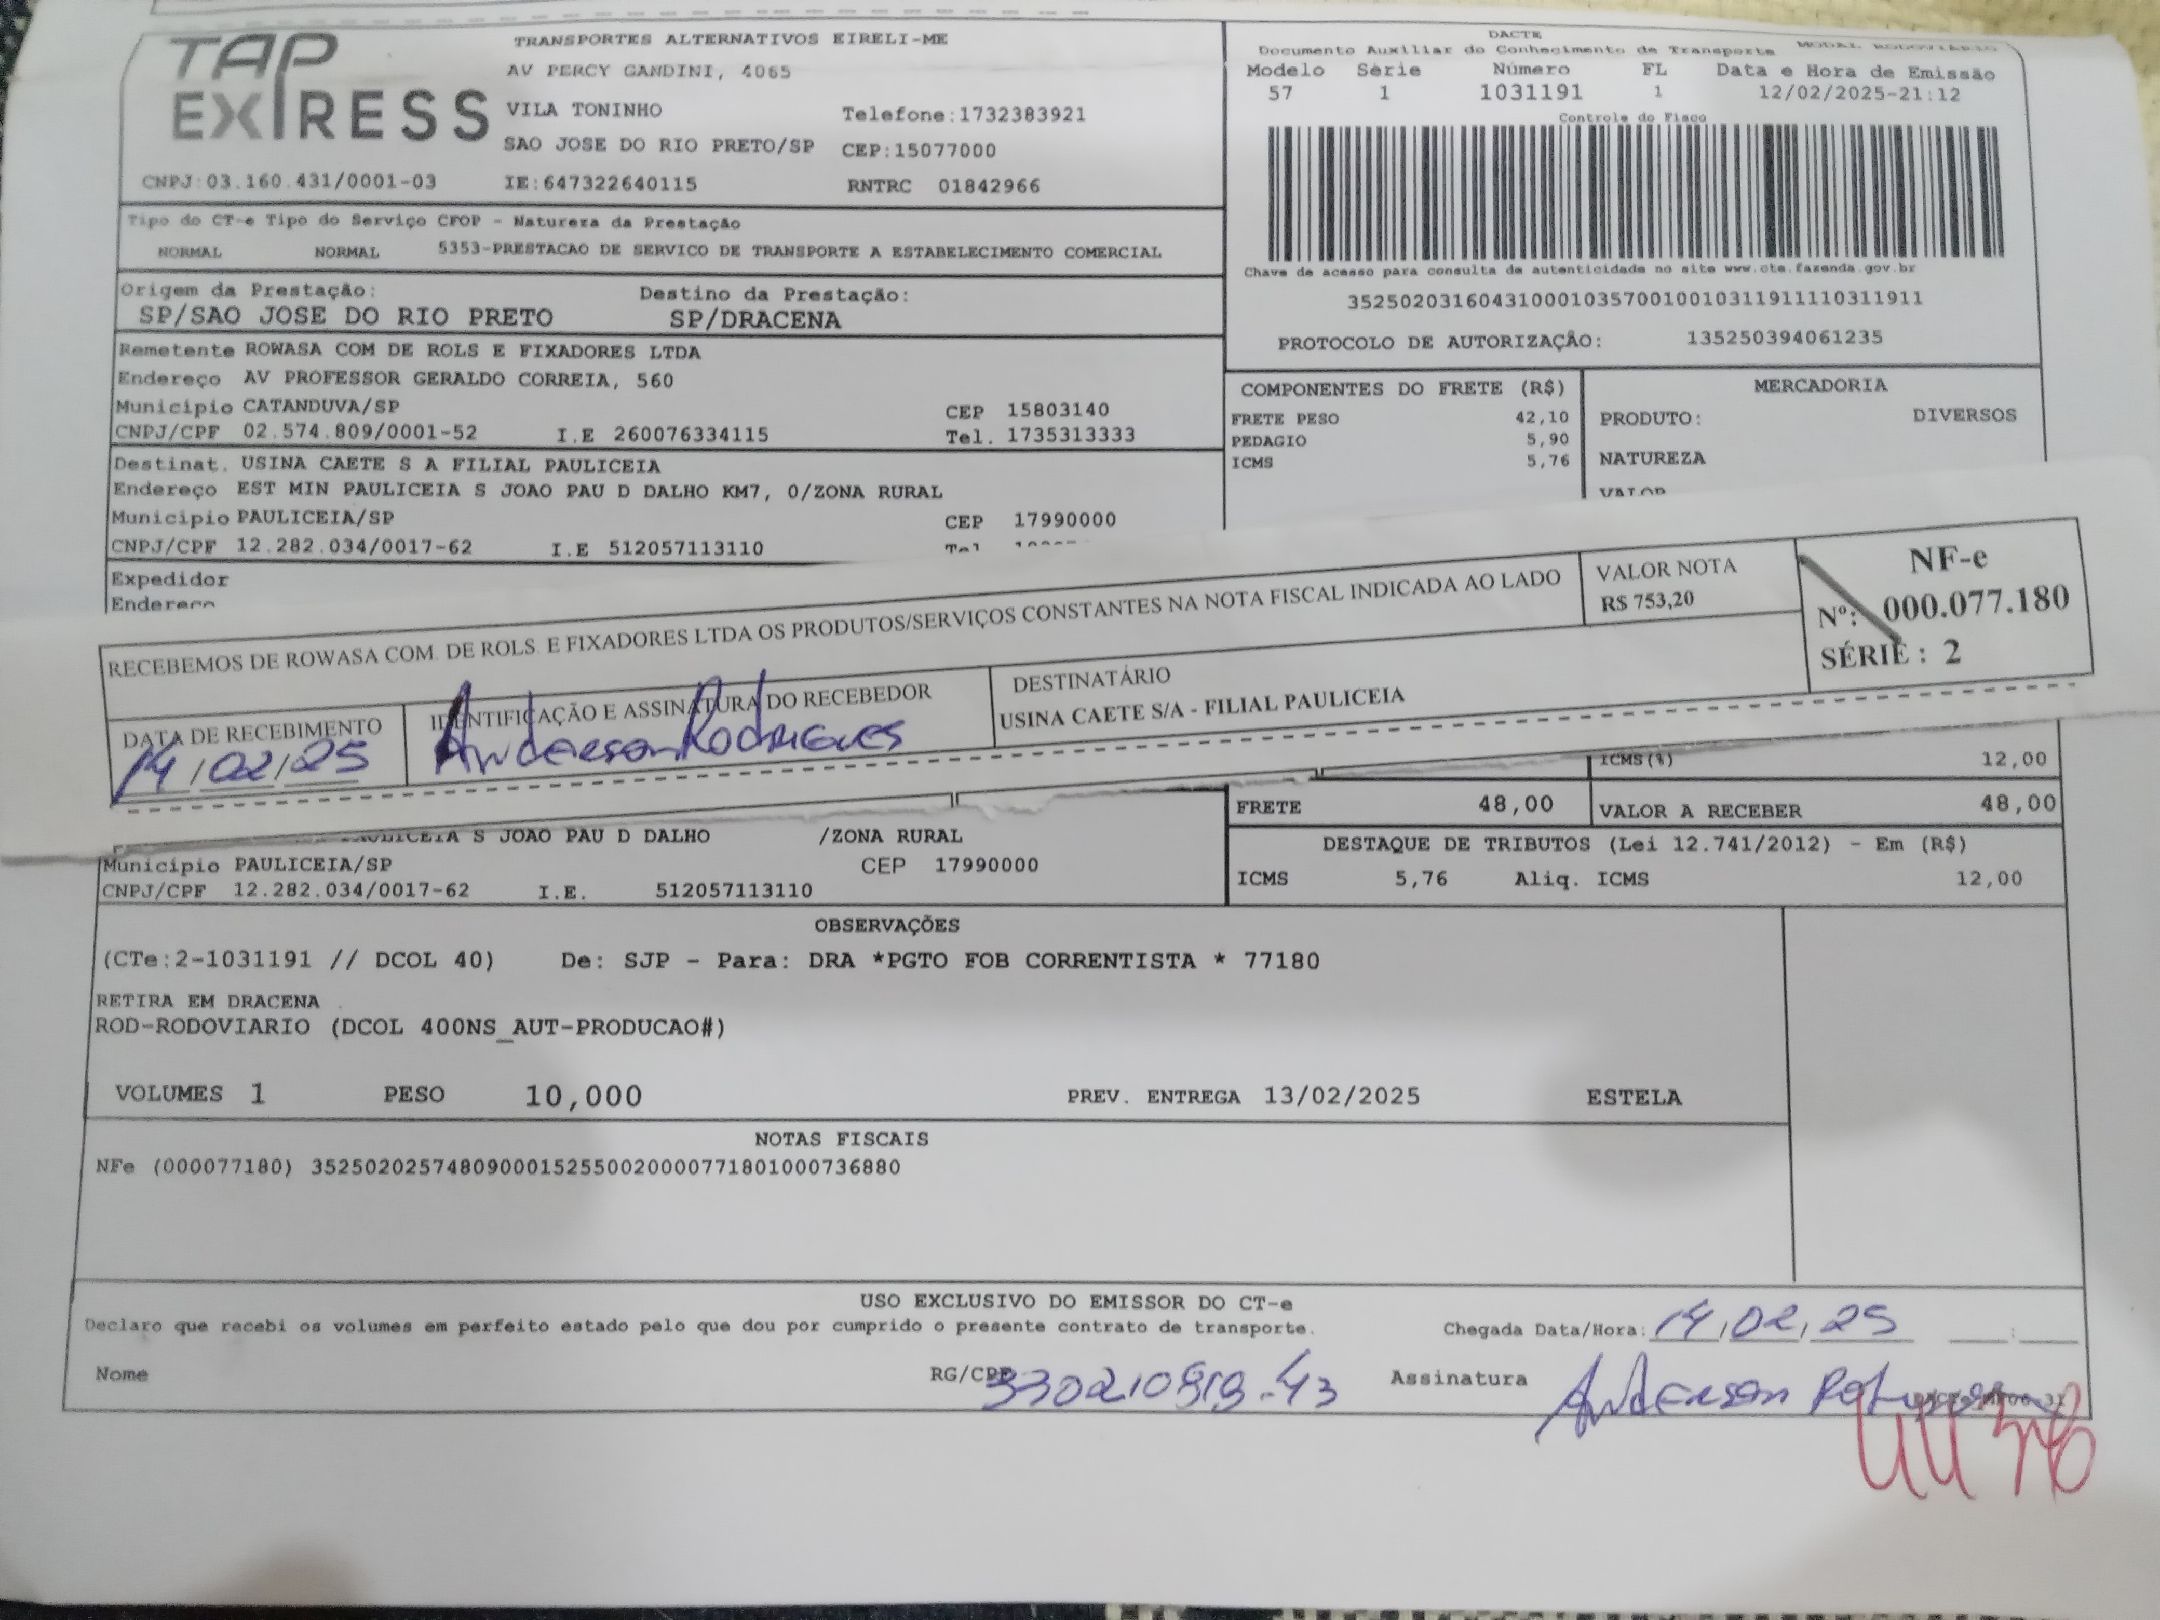 TAP EXPRESS
TRANSPORTES ALTERNATIVOS EIRELI-ME
AV PERCY GANDINI, 4065
VILA TONINHO Telefone:1732383921
SAO JOSE DO RIO PRETO/SP CEP:15077000
CNPJ:03.160.431/0001-03 IE:647322640115 RNTRC 01842966
DACTE
Documento Auxiliar do Conhecimento de Transporte MODAL RODOVIÁRIO
Modelo Série Número FL Data e Hora de Emissão
57 1 1031191 1 12/02/2025-21:12
Controle do Fisco
Chave de acesso para consulta de autenticidade no site www.cte.fazenda.gov.br
35250203160431000103570010010311911110311911
PROTOCOLO DE AUTORIZAÇÃO: 135250394061235
Tipo do CT-e Tipo do Serviço CFOP - Natureza da Prestação
NORMAL NORMAL 5353-PRESTACAO DE SERVICO DE TRANSPORTE A ESTABELECIMENTO COMERCIAL
Origem da Prestação: Destino da Prestação:
SP/SAO JOSE DO RIO PRETO SP/DRACENA
Remetente ROWASA COM DE ROLS E FIXADORES LTDA
Endereço AV PROFESSOR GERALDO CORREIA, 560
Município CATANDUVA/SP CEP 15803140
CNPJ/CPF 02.574.809/0001-52 I.E 260076334115 Tel. 1735313333
Destinat. USINA CAETE S A FILIAL PAULICEIA
Endereço EST MIN PAULICEIA S JOAO PAU D DALHO KM7, 0/ZONA RURAL
Município PAULICEIA/SP CEP 17990000
CNPJ/CPF 12.282.034/0017-62 I.E 512057113110 Tel
Expedidor
Endereço
COMPONENTES DO FRETE (R$)
FRETE PESO 42,10
PEDAGIO 5,90
ICMS 5,76
MERCADORIA
PRODUTO: DIVERSOS
NATUREZA
VALOR
RECEBEMOS DE ROWASA COM. DE ROLS. E FIXADORES LTDA OS PRODUTOS/SERVIÇOS CONSTANTES NA NOTA FISCAL INDICADA AO LADO
VALOR NOTA
R$ 753,20
NF-e
Nº: 000.077.180
SÉRIE : 2
DATA DE RECEBIMENTO
14/02/25
IDENTIFICAÇÃO E ASSINATURA DO RECEBEDOR
Anderson Rodrigues
DESTINATÁRIO
USINA CAETE S/A - FILIAL PAULICEIA
ICMS(%) 12,00
FRETE 48,00 VALOR A RECEBER 48,00
PAULICEIA S JOAO PAU D DALHO /ZONA RURAL
Município PAULICEIA/SP CEP 17990000
CNPJ/CPF 12.282.034/0017-62 I.E. 512057113110
DESTAQUE DE TRIBUTOS (Lei 12.741/2012) - Em (R$)
ICMS 5,76 Aliq. ICMS 12,00
OBSERVAÇÕES
(CTe:2-1031191 // DCOL 40) De: SJP - Para: DRA *PGTO FOB CORRENTISTA * 77180
RETIRA EM DRACENA
ROD-RODOVIARIO (DCOL 400NS_AUT-PRODUCAO#)
VOLUMES 1 PESO 10,000 PREV. ENTREGA 13/02/2025 ESTELA
NOTAS FISCAIS
NFe (000077180) 35250202574809000152550020000771801000736880
USO EXCLUSIVO DO EMISSOR DO CT-e
Declaro que recebi os volumes em perfeito estado pelo que dou por cumprido o presente contrato de transporte.
Chegada Data/Hora: 14/02/25 :
Nome RG/CPF 330210819-43 Assinatura Anderson